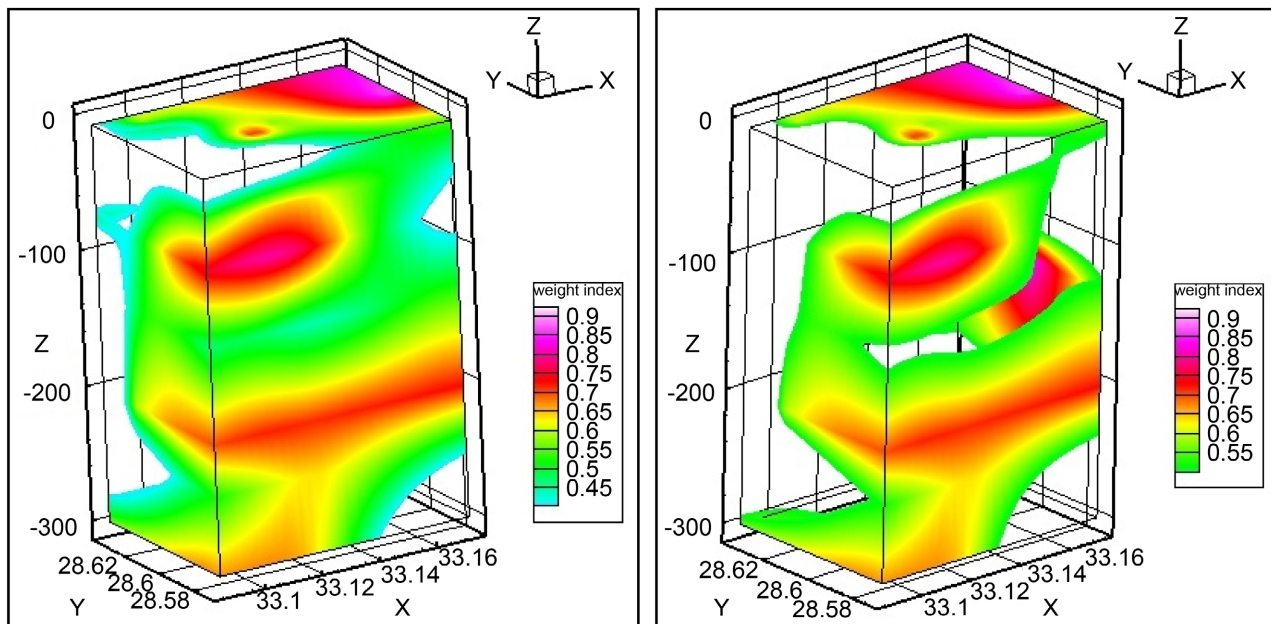 Z
Y
X
0
-100
Z
-200
-300
28.62
28.6
28.58
Y
33.1
33.12
33.14
33.16
X
weight index
0.9
0.85
0.8
0.75
0.7
0.65
0.6
0.55
0.5
0.45
Z
Y
X
0
-100
Z
-200
-300
28.62
28.6
28.58
Y
33.1
33.12
33.14
33.16
X
weight index
0.9
0.85
0.8
0.75
0.7
0.65
0.6
0.55